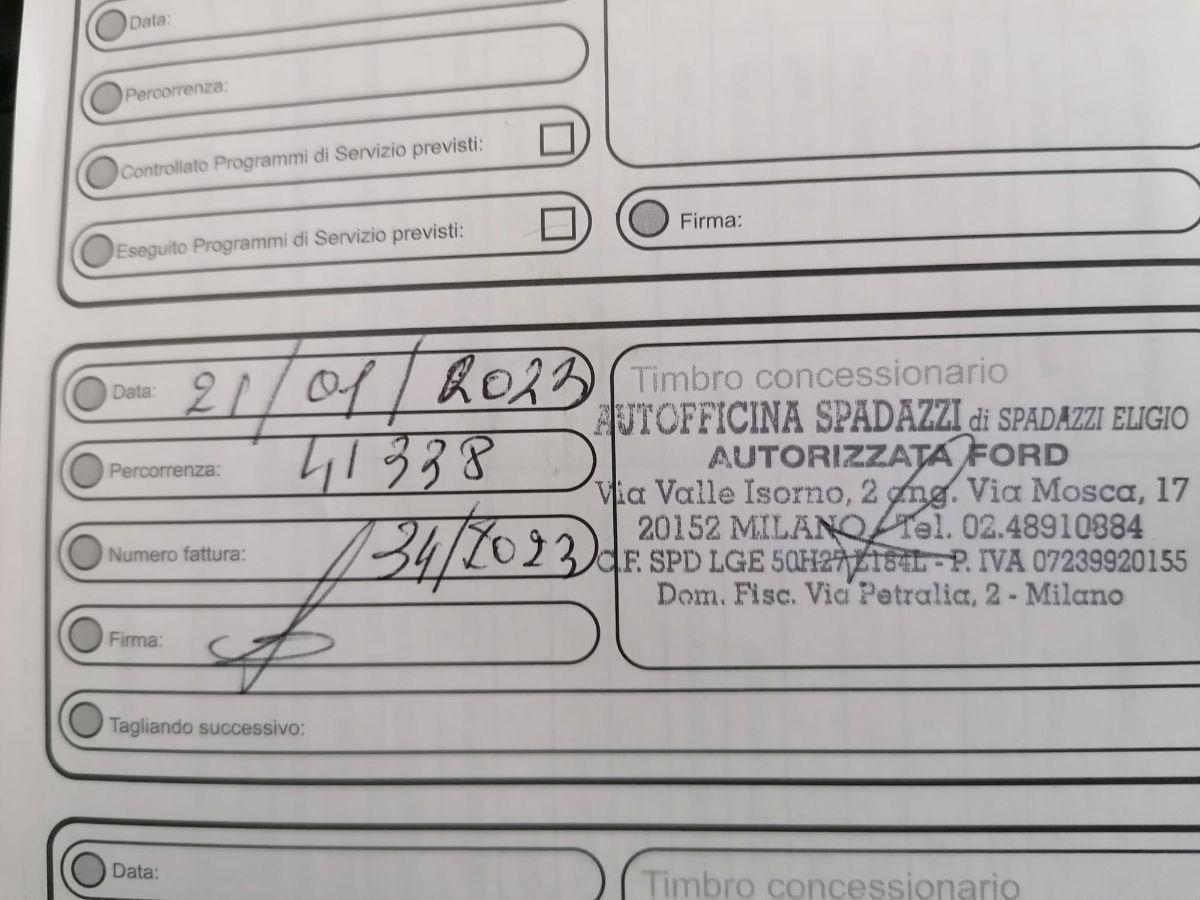 Data:
Percorrenza:
Controllato Programmi di Servizio previsti:
Eseguito Programmi di Servizio previsti:
Firma:
Data: 21/01/2023
Percorrenza: 41338
Numero fattura: 34/2023
Firma:
Tagliando successivo:
Timbro concessionario
AUTOFFICINA SPADAZZI di SPADAZZI ELIGIO
AUTORIZZATA FORD
Via Valle Isorno, 2 ang. Via Mosca, 17
20152 MILANO - Tel. 02.48910884
C.F. SPD LGE 50H27 - P. IVA 07239920155
Dom. Fisc. Via Petralia, 2 - Milano
Data:
Timbro concessionario